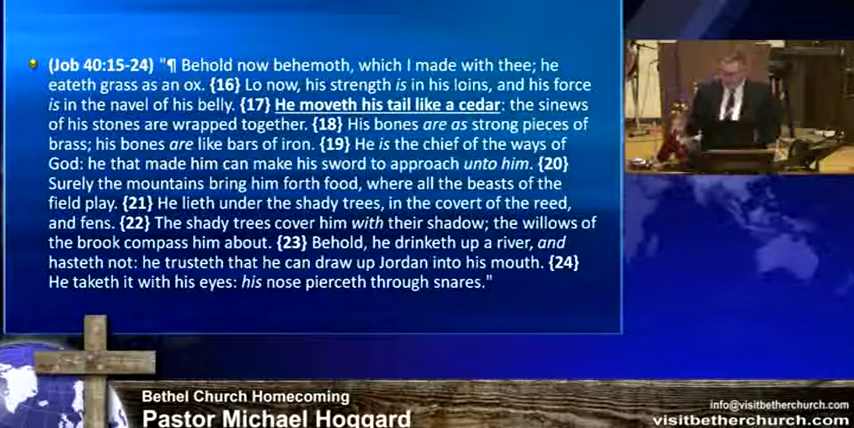 (Job 40:15-24) "¶ Behold now behemoth, which I made with thee; he
eateth grass as an ox. {16} Lo now, his strength is in his loins, and his force
is in the navel of his belly. {17} He moveth his tail like a cedar: the sinews
of his stones are wrapped together. {18} His bones are as strong pieces of
brass; his bones are like bars of iron. {19} He is the chief of the ways of
God: he that made him can make his sword to approach unto him. {20}
Surely the mountains bring him forth food, where all the beasts of the
field play. {21} He lieth under the shady trees, in the covert of the reed,
and fens. {22} The shady trees cover him with their shadow; the willows of
the brook compass him about. {23} Behold, he drinketh up a river, and
hasteth not: he trusteth that he can draw up Jordan into his mouth. {24}
He taketh it with his eyes: his nose pierceth through snares."
Bethel Church Homecoming
Pastor Michael Hoggard
info@visitbetherchurch.com
visitbetherchurch.com